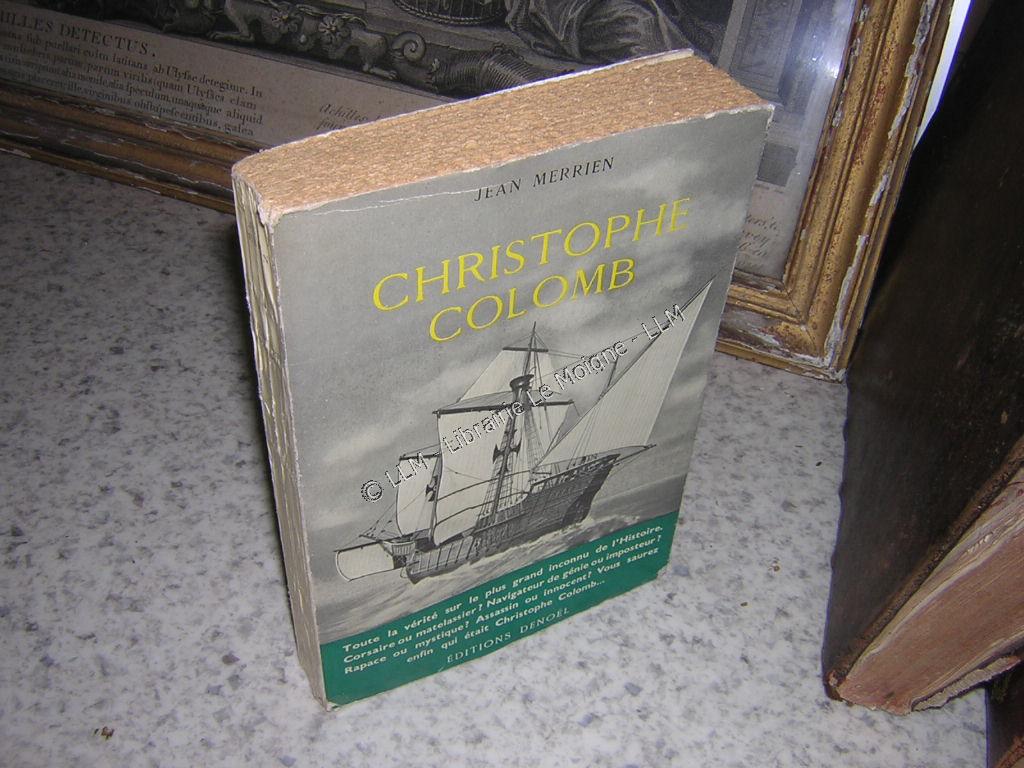 ILLES DETECTUS.
JEAN MERRIEN
CHRISTOPHE
COLOMB
© LLM - Librairie Le Moigne - LLM
Toute la vérité sur le plus grand inconnu de l'Histoire.
Corsaire ou matelassier? Navigateur de génie ou imposteur?
Rapace ou mystique? Assassin ou innocent? Vous saurez
enfin qui était Christophe Colomb...
ÉDITIONS DENOËL